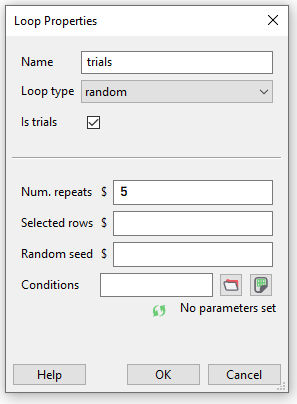 Loop Properties
Name trials
Loop type random
Is trials
Num. repeats $ 5
Selected rows $
Random seed $
Conditions
No parameters set
Help OK Cancel